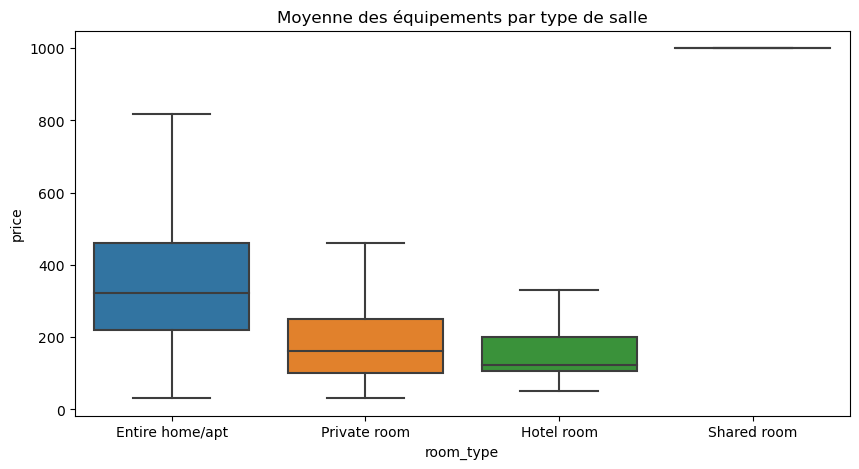 Moyenne des équipements par type de salle
1000
800
600
400
200
0
price
Entire home/apt
Private room
Hotel room
Shared room
room_type